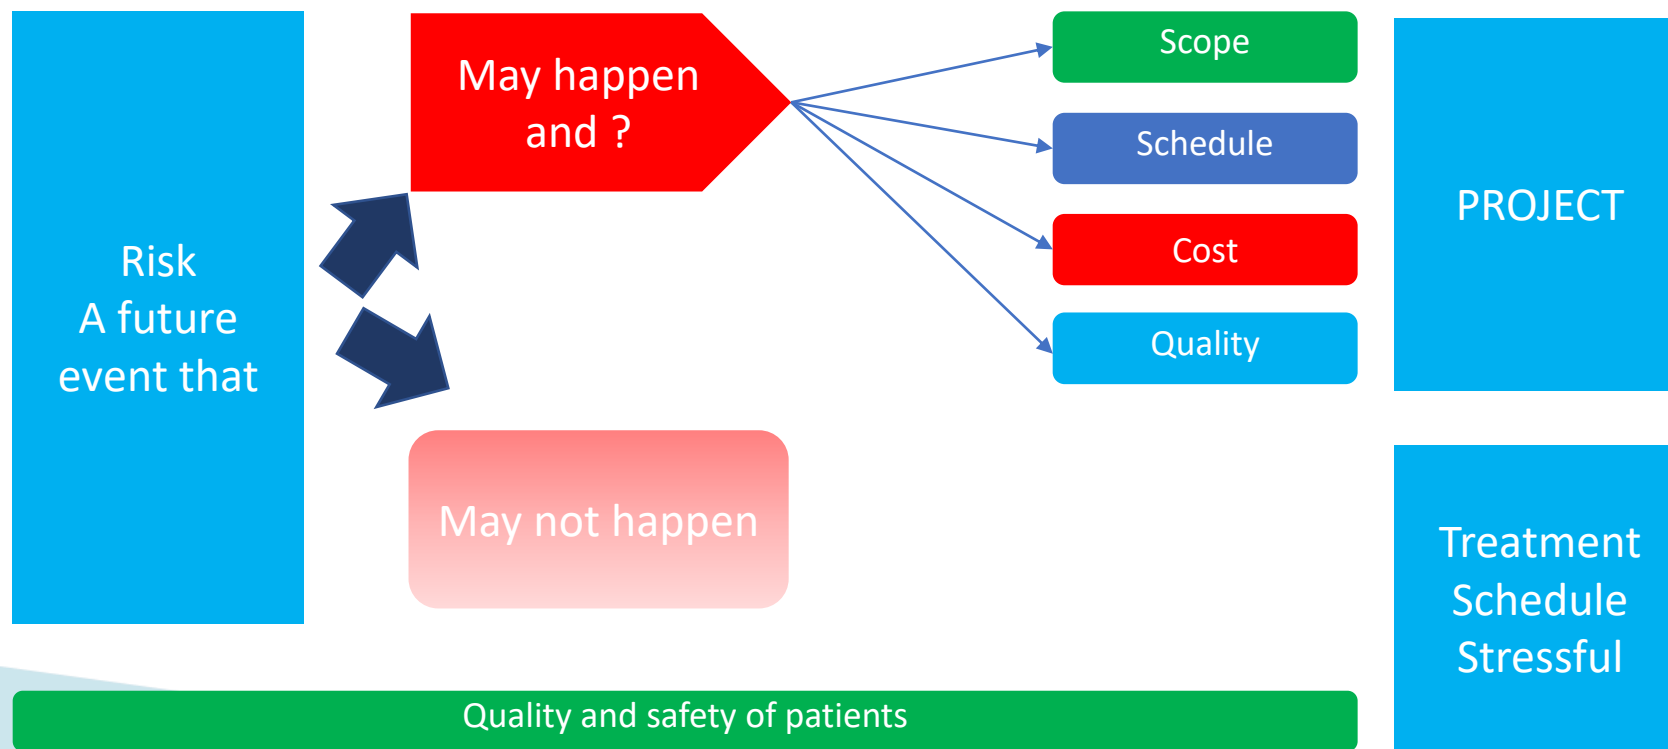 Risk
A future
event that
May happen
and ?
May not happen
Scope
Schedule
Cost
Quality
PROJECT
Treatment
Schedule
Stressful
Quality and safety of patients